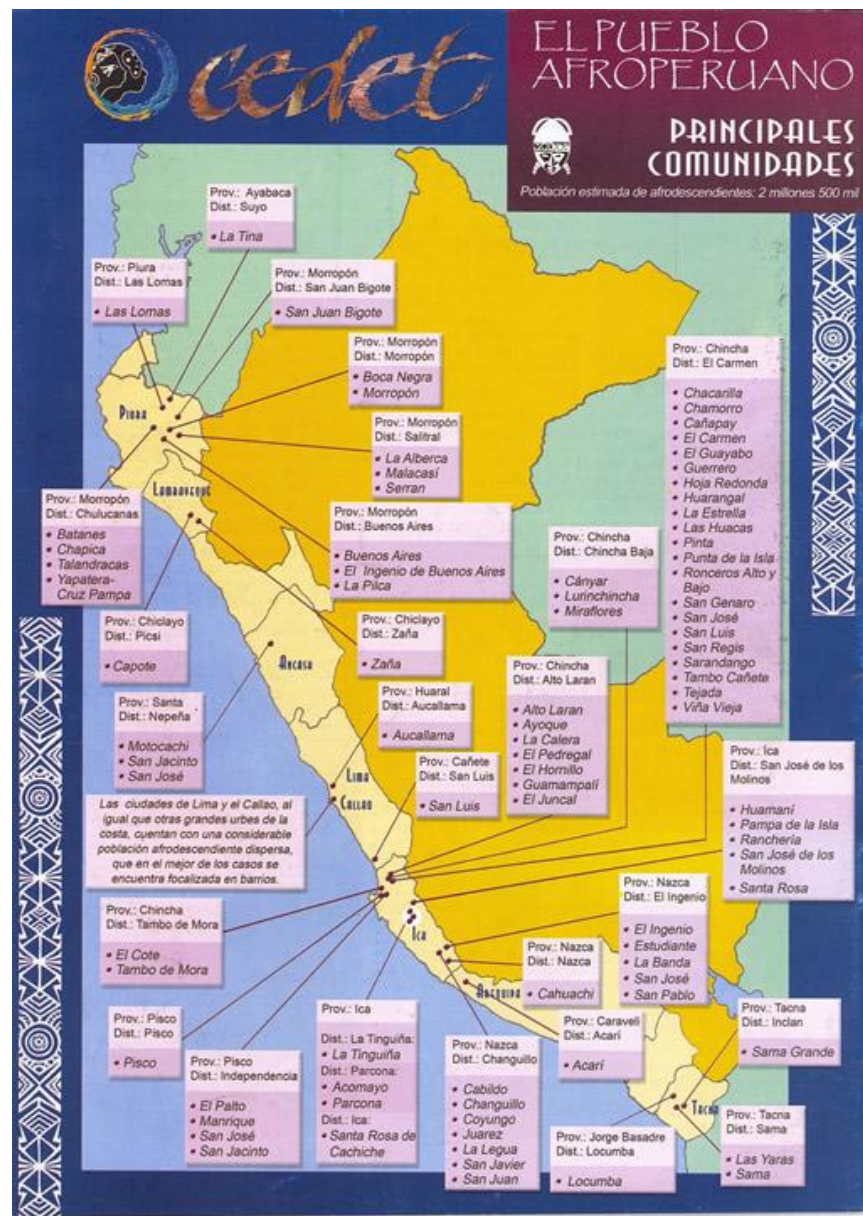 cedet
EL PUEBLO
AFROPERUANO
PRINCIPALES
COMUNIDADES
Población estimada de afrodescendientes: 2 millones 500 mil
Prov.: Ayabaca
Dist.: Suyo
• La Tina
Prov.: Piura
Dist.: Las Lomas
• Las Lomas
Prov.: Morropón
Dist.: San Juan Bigote
• San Juan Bigote
Prov.: Morropón
Dist.: Morropón
• Boca Negra
• Morropón
Prov.: Morropón
Dist.: Salitral
• La Alberca
• Malacasí
• Serran
Prov.: Chincha
Dist.: El Carmen
• Chacarilla
• Chamorro
• Cañapay
• El Carmen
• El Guayabo
• Guerrero
• Hoja Redonda
• Huarangal
• La Estrella
• Las Huacas
• Pinta
• Punta de la Isla
• Ronceros Alto y
Bajo
• San Genaro
• San José
• San Luis
• San Regis
• Sarandango
• Tambo Cañete
• Tejada
• Viña Vieja
PIURA
LAMBAYEQUE
Prov.: Morropón
Dist.: Chulucanas
• Batanes
• Chapica
• Talandracas
• Yapatera-
Cruz Pampa
Prov.: Morropón
Dist.: Buenos Aires
• Buenos Aires
• El Ingenio de Buenos Aires
• La Pilca
Prov.: Chincha
Dist.: Chincha Baja
• Cányar
• Lurinchincha
• Miraflores
Prov.: Chiclayo
Dist.: Picsi
• Capote
Prov.: Chiclayo
Dist.: Zaña
• Zaña
ANCASH
Prov.: Chincha
Dist.: Alto Laran
• Alto Laran
• Ayoque
• La Calera
• El Pedregal
• El Hornillo
• Guamampali
• El Juncal
Prov.: Santa
Dist.: Nepeña
• Motocachi
• San Jacinto
• San José
Prov.: Huaral
Dist.: Aucallama
• Aucallama
LIMA
CALLAO
Prov.: Cañete
Dist.: San Luis
• San Luis
Prov.: Ica
Dist.: San José de los
Molinos
• Huamaní
• Pampa de la Isla
• Ranchería
• San José de los
Molinos
• Santa Rosa
Las ciudades de Lima y el Callao, al
igual que otras grandes urbes de la
costa, cuentan con una considerable
población afrodescendiente dispersa,
que en el mejor de los casos se
encuentra focalizada en barrios.
Prov.: Chincha
Dist.: Tambo de Mora
• El Cote
• Tambo de Mora
ICA
Prov.: Nazca
Dist.: El Ingenio
• El Ingenio
• Estudiante
• La Banda
• San José
• San Pablo
Prov.: Nazca
Dist.: Nazca
• Cahuachi
AREQUIPA
Prov.: Pisco
Dist.: Pisco
• Pisco
Prov.: Pisco
Dist.: Independencia
• El Palto
• Manrique
• San José
• San Jacinto
Prov.: Ica
Dist.: La Tinguiña:
• La Tinguiña
Dist.: Parcona:
• Acomayo
• Parcona
Dist.: Ica:
• Santa Rosa de
Cachiche
Prov.: Nazca
Dist.: Changuillo
• Cabildo
• Changuillo
• Coyungo
• Juarez
• La Legua
• San Javier
• San Juan
Prov.: Caraveli
Dist.: Acarí
• Acarí
Prov.: Tacna
Dist.: Inclan
• Sama Grande
TACNA
Prov.: Jorge Basadre
Dist.: Locumba
• Locumba
Prov.: Tacna
Dist.: Sama
• Las Yaras
• Sama